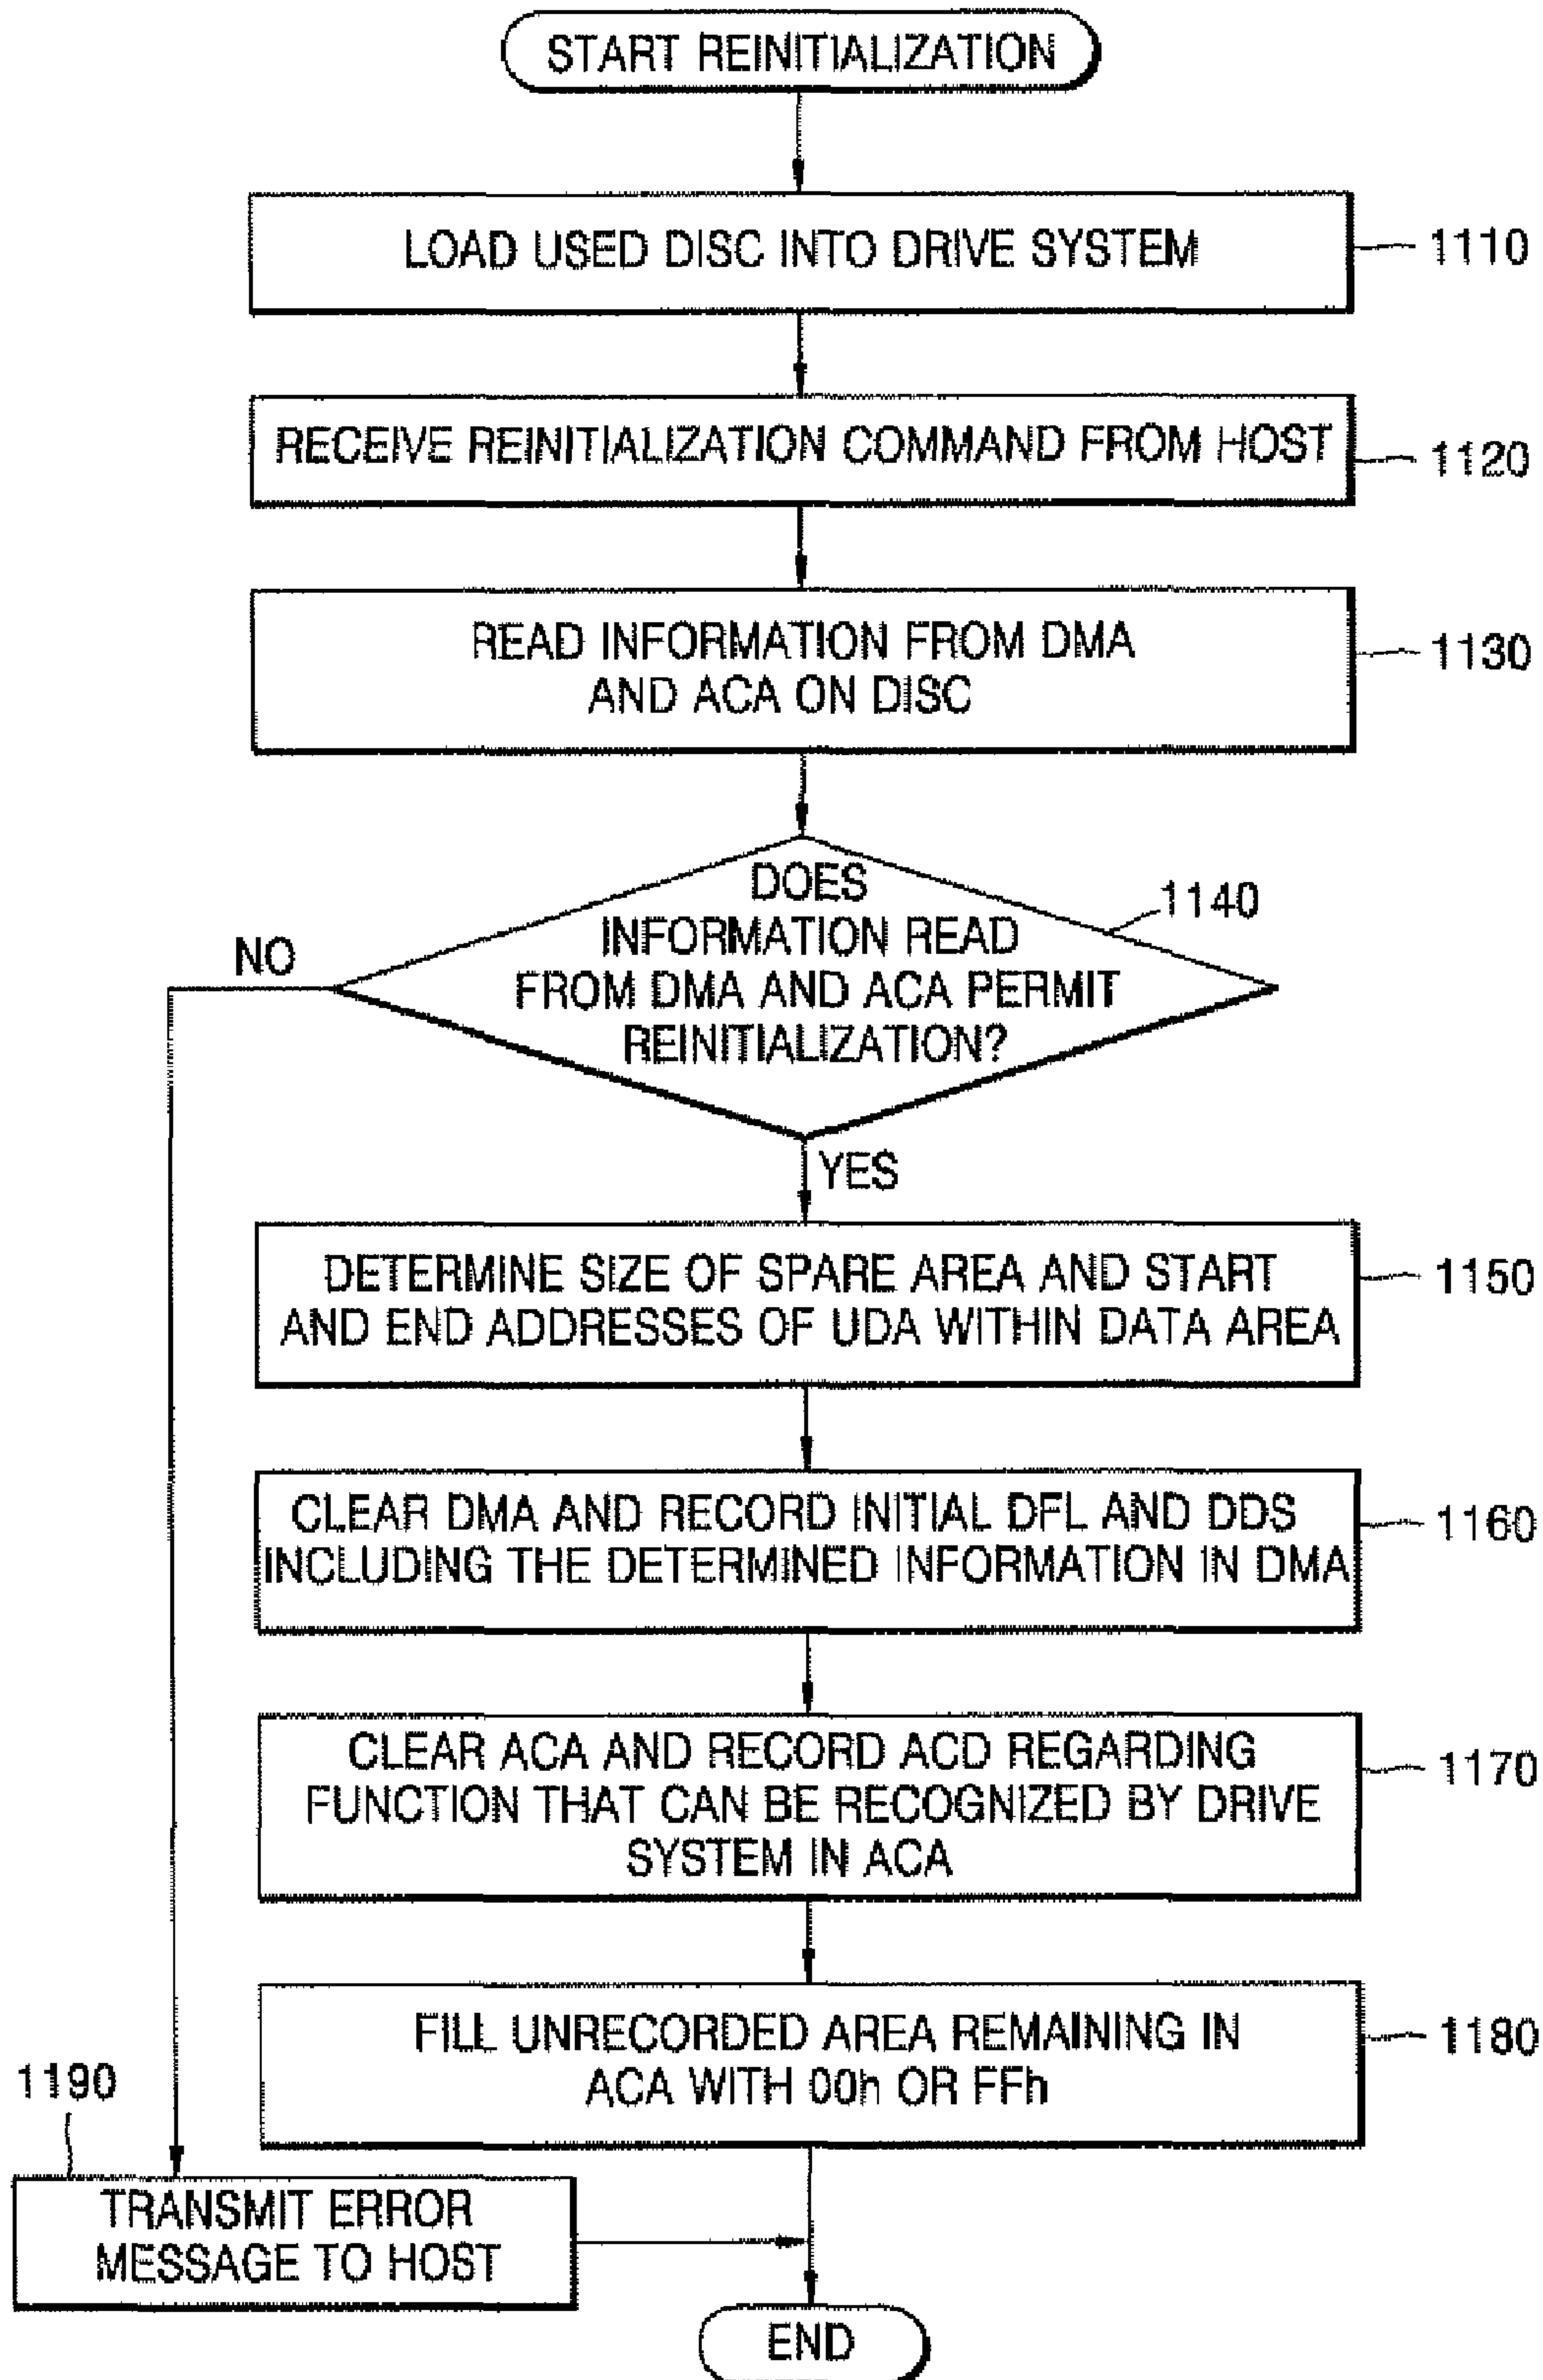 START REINITIALIZATION
LOAD USED DISC INTO DRIVE SYSTEM
1110
RECEIVE REINITIALIZATION COMMAND FROM HOST
1120
READ INFORMATION FROM DMA
AND ACA ON DISC
1130
DOES
INFORMATION READ
FROM DMA AND ACA PERMIT
REINITIALIZATION?
1140
NO
YES
DETERMINE SIZE OF SPARE AREA AND START
AND END ADDRESSES OF UDA WITHIN DATA AREA
1150
CLEAR DMA AND RECORD INITIAL DFL AND DDS
INCLUDING THE DETERMINED INFORMATION IN DMA
1160
CLEAR ACA AND RECORD ACD REGARDING
FUNCTION THAT CAN BE RECOGNIZED BY DRIVE
SYSTEM IN ACA
1170
FILL UNRECORDED AREA REMAINING IN
ACA WITH 00h OR FFh
1180
1190
TRANSMIT ERROR
MESSAGE TO HOST
END